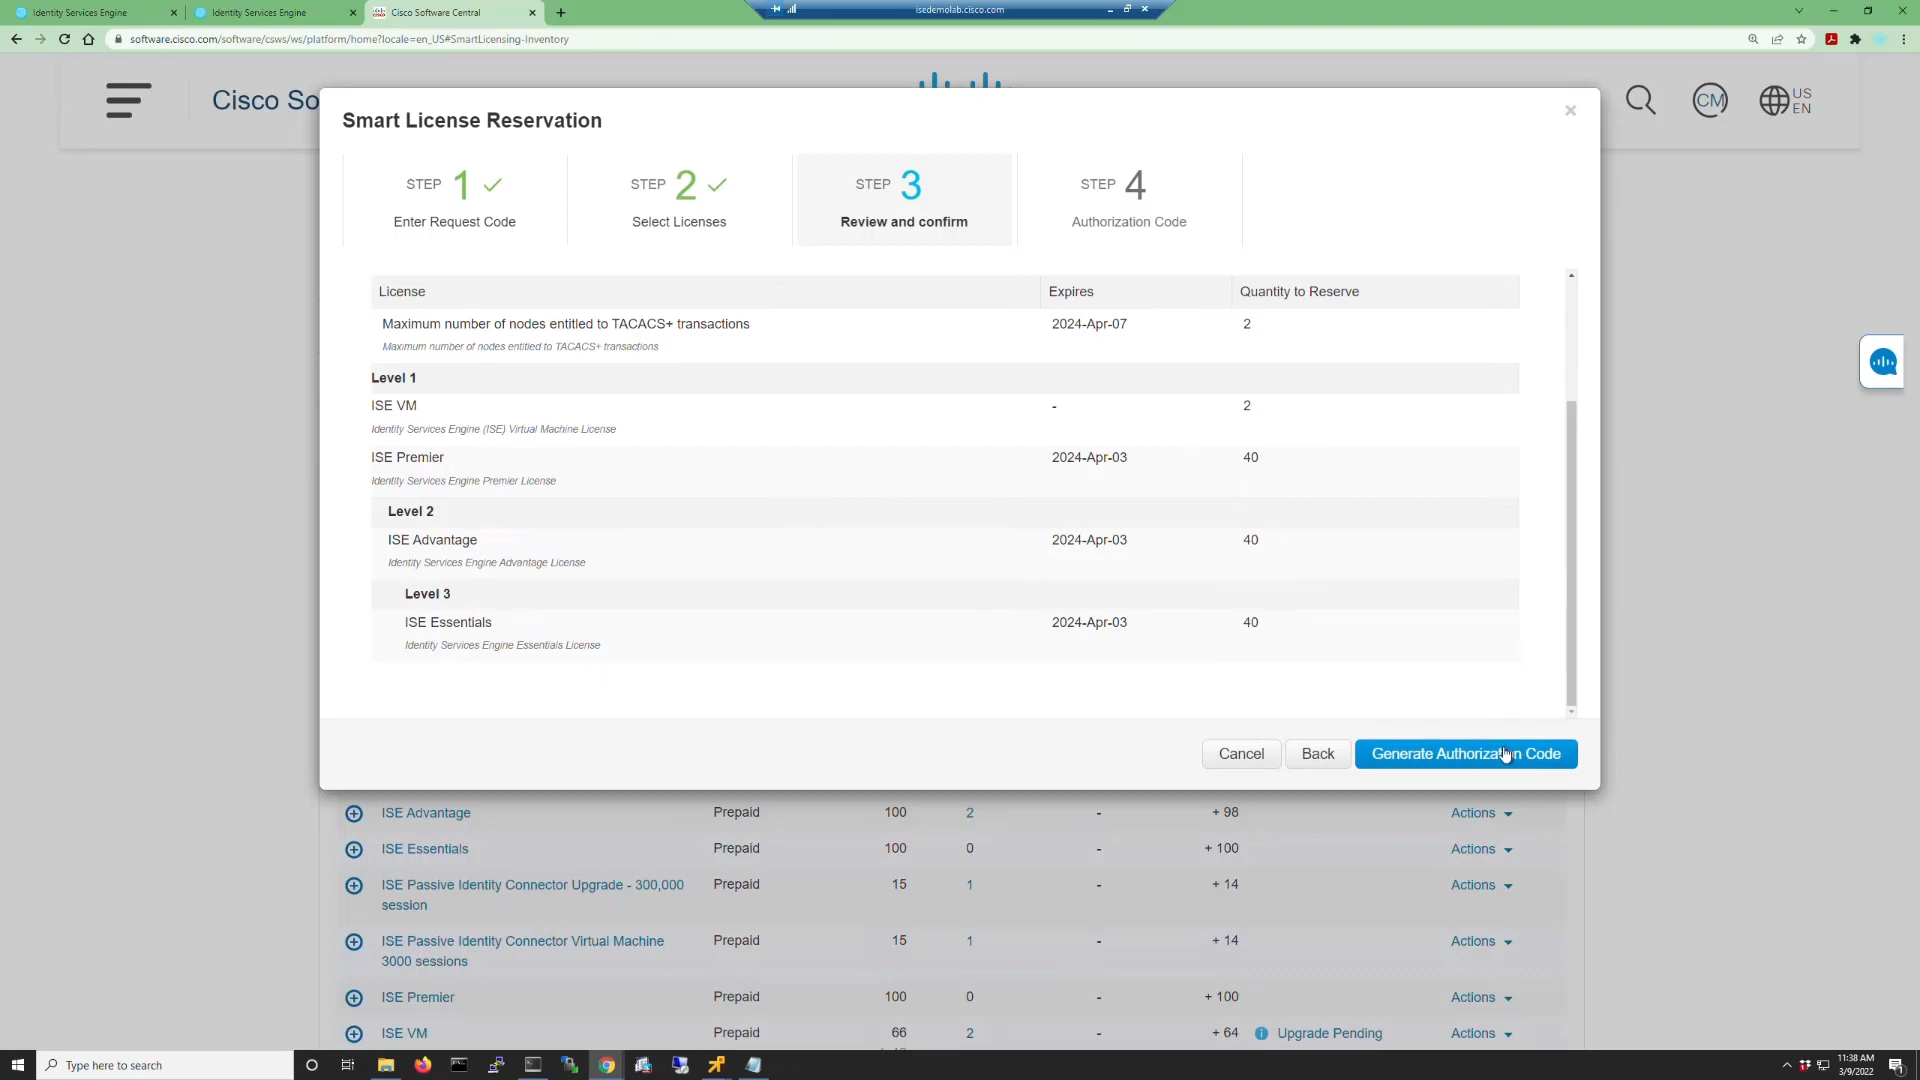 Identity Services Engine
Identity Services Engine
Cisco Software Central
isedemolab.cisco.com
software.cisco.com/software/csws/ws/platform/home?locale=en_US#SmartLicensing-Inventory
Cisco So
CM
US
EN
Smart License Reservation
STEP 1
Enter Request Code
STEP 2
Select Licenses
STEP 3
Review and confirm
STEP 4
Authorization Code
License Expires Quantity to Reserve
Maximum number of nodes entitled to TACACS+ transactions 2024-Apr-07 2
Maximum number of nodes entitled to TACACS+ transactions
Level 1
ISE VM - 2
Identity Services Engine (ISE) Virtual Machine License
ISE Premier 2024-Apr-03 40
Identity Services Engine Premier License
Level 2
ISE Advantage 2024-Apr-03 40
Identity Services Engine Advantage License
Level 3
ISE Essentials 2024-Apr-03 40
Identity Services Engine Essentials License
Cancel Back Generate Authorization Code
ISE Advantage Prepaid 100 2 - + 98 Actions
ISE Essentials Prepaid 100 0 - + 100 Actions
ISE Passive Identity Connector Upgrade - 300,000 Prepaid 15 1 - + 14 Actions
session
ISE Passive Identity Connector Virtual Machine Prepaid 15 1 - + 14 Actions
3000 sessions
ISE Premier Prepaid 100 0 - + 100 Actions
ISE VM Prepaid 66 2 - + 64 Upgrade Pending Actions
Type here to search
11:38 AM
3/9/2022